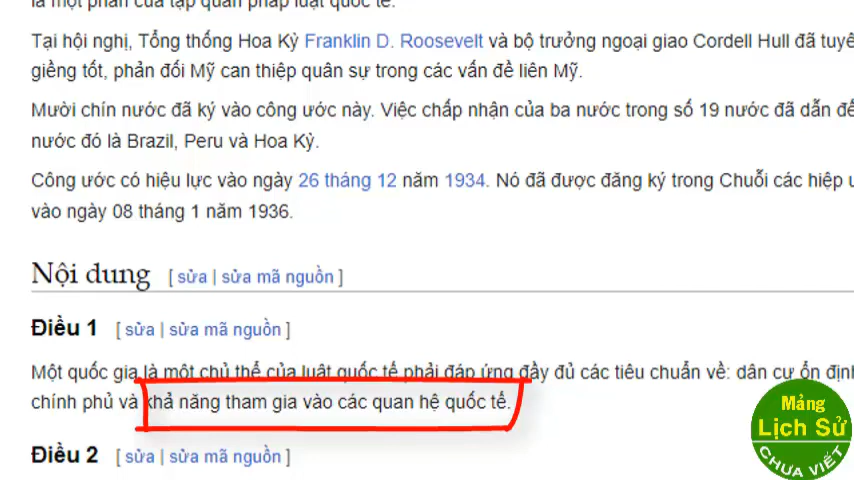 là một phần của tập quán pháp luật quốc tế.
Tại hội nghị, Tổng thống Hoa Kỳ Franklin D. Roosevelt và bộ trưởng ngoại giao Cordell Hull đã tuyê
giềng tốt, phản đối Mỹ can thiệp quân sự trong các vấn đề liên Mỹ.
Mười chín nước đã ký vào công ước này. Việc chấp nhận của ba nước trong số 19 nước đã dẫn đế
nước đó là Brazil, Peru và Hoa Kỳ.
Công ước có hiệu lực vào ngày 26 tháng 12 năm 1934. Nó đã được đăng ký trong Chuỗi các hiệp ư
vào ngày 08 tháng 1 năm 1936.
Nội dung [ sửa | sửa mã nguồn ]
Điều 1 [ sửa | sửa mã nguồn ]
Một quốc gia là một chủ thể của luật quốc tế phải đáp ứng đầy đủ các tiêu chuẩn về: dân cư ổn định
chính phủ và khả năng tham gia vào các quan hệ quốc tế.
Điều 2 [ sửa | sửa mã nguồn ]
Mảng
Lịch Sử
CHƯA VIẾT